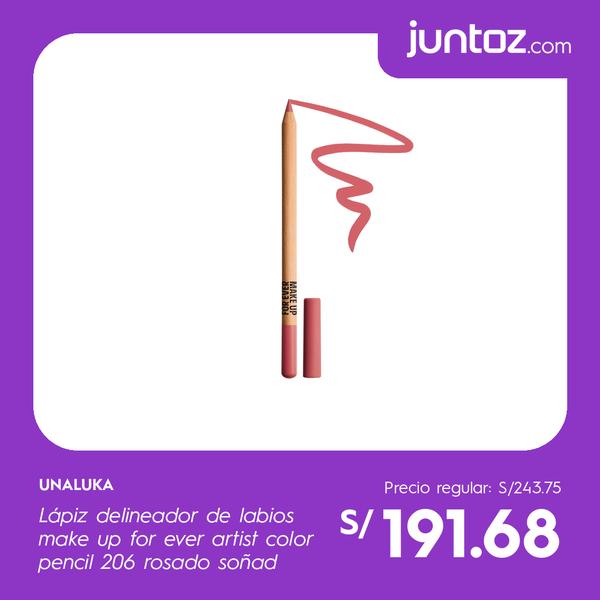 juntoz.com
MAKE UP
FOR EVER
UNALUKA
Lápiz delineador de labios
make up for ever artist color
pencil 206 rosado soñad
Precio regular: S/243.75
S/191.68